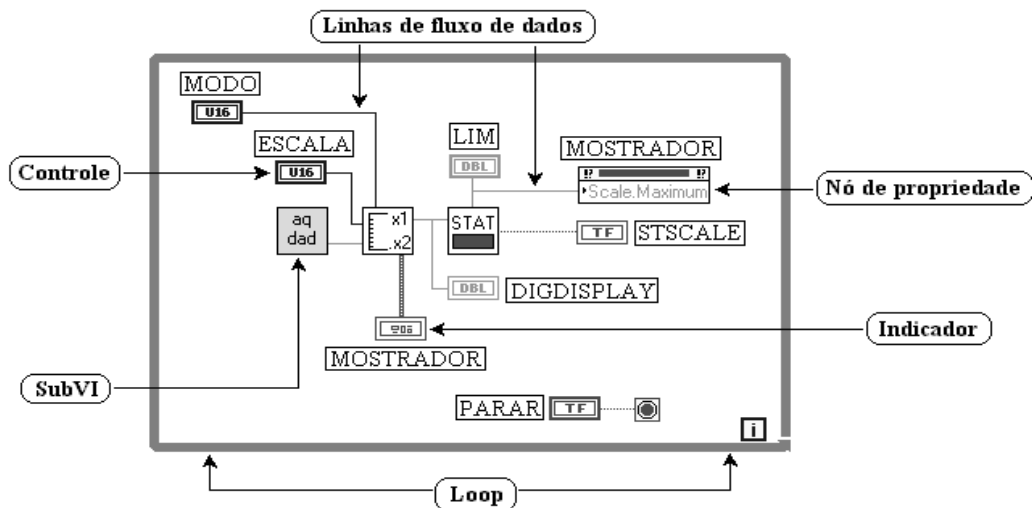 Linhas de fluxo de dados
MODO
U16
LIM
DBL
ESCALA
U16
MOSTRADOR
Scale.Maximum
Controle
Nó de propriedade
aq
dad
x1
.x2
STAT
TF
STSCALE
DBL
DIGDISPLAY
MOSTRADOR
Indicador
SubVI
PARAR
TF
i
Loop